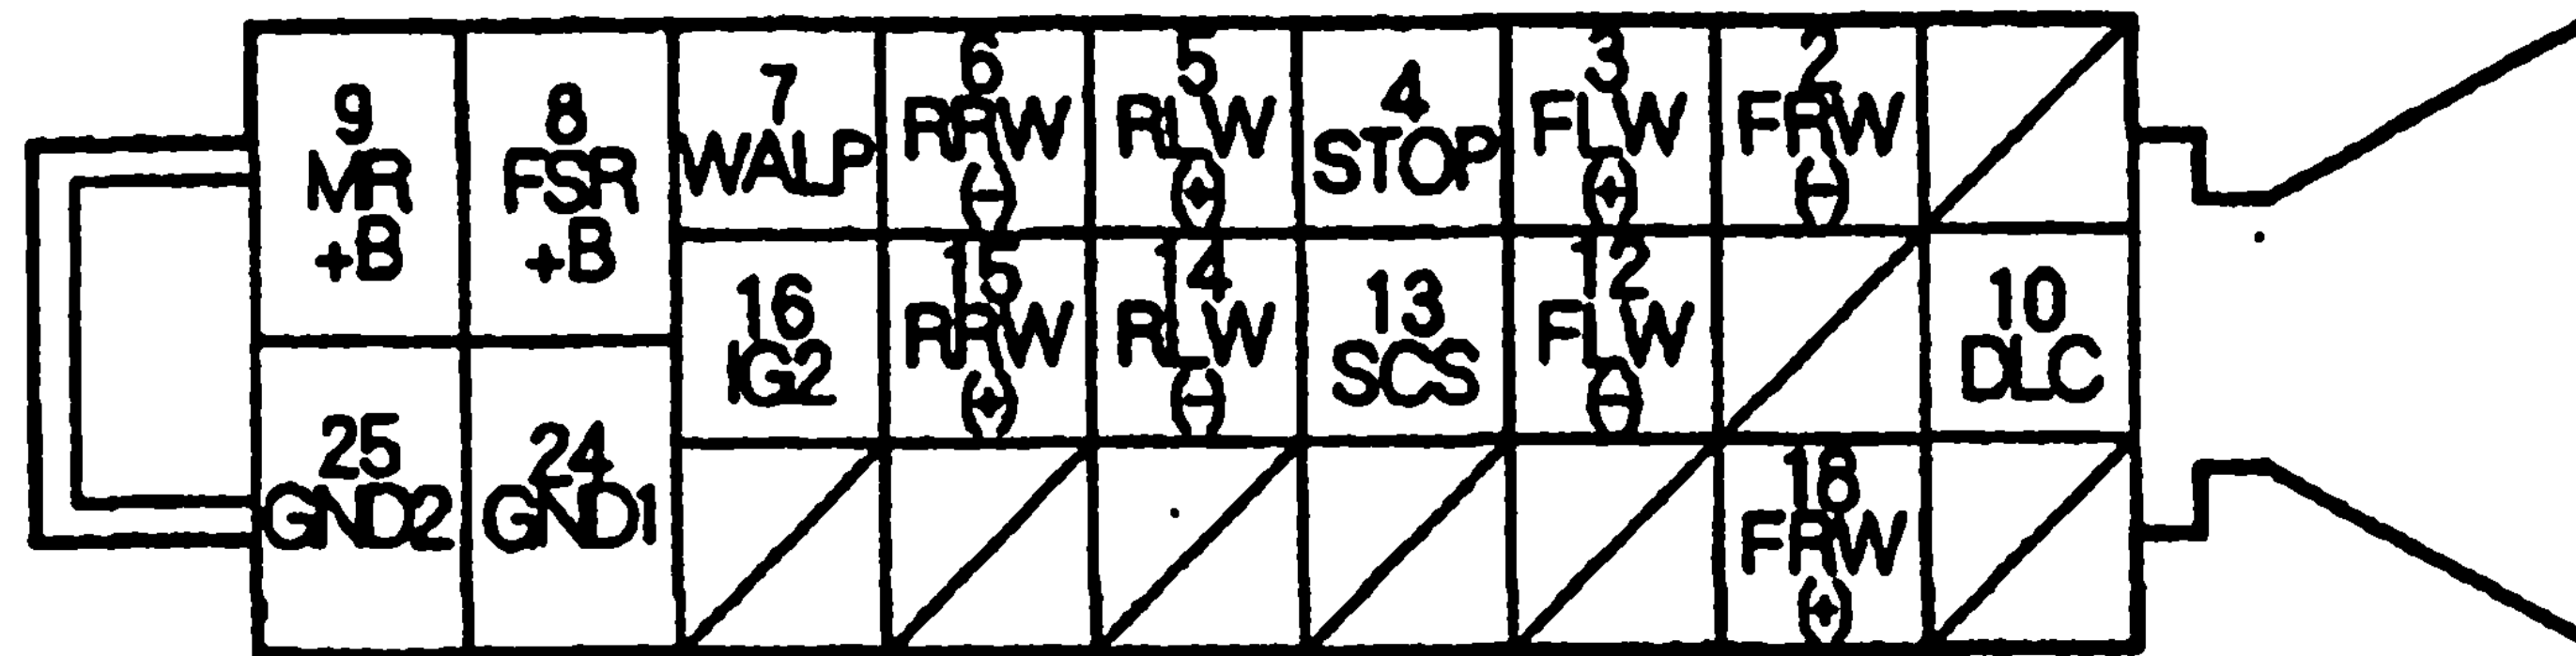 9
MR
+B
8
FSR
+B
7
WALP
6
RRW
(-)
5
RLW
(+)
4
STOP
3
FLW
(+)
2
FRW
(-)
16
IG2
15
RRW
(+)
14
RLW
(-)
13
SCS
12
FLW
(-)
10
DLC
25
GND2
24
GND1
18
FRW
(+)